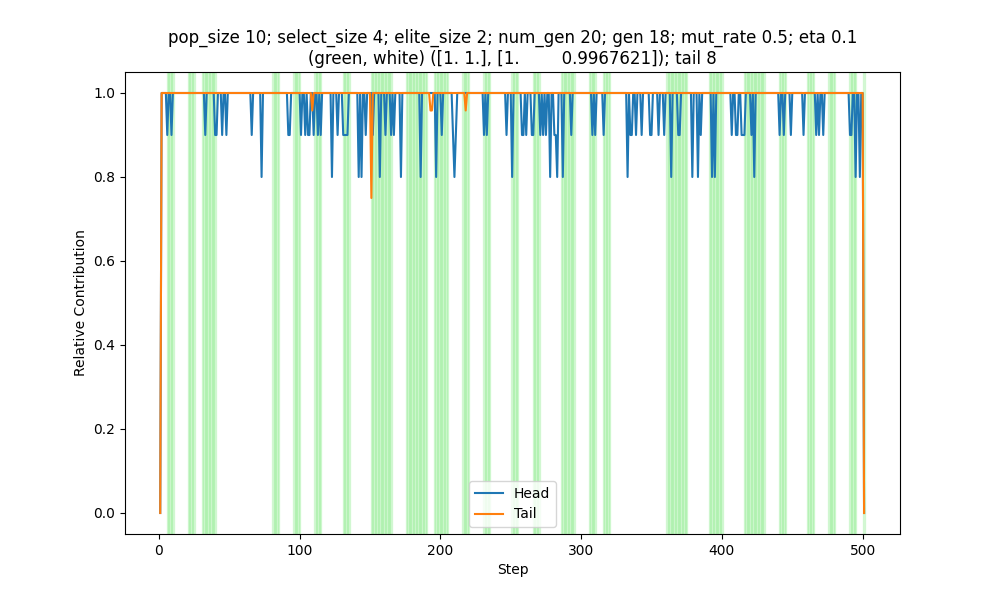 pop_size 10; select_size 4; elite_size 2; num_gen 20; gen 18; mut_rate 0.5; eta 0.1
(green, white) ([1. 1.], [1.        0.9967621]); tail 8
1.0
0.8
0.6
0.4
0.2
0.0
Relative Contribution
Head
Tail
0
100
200
300
400
500
Step